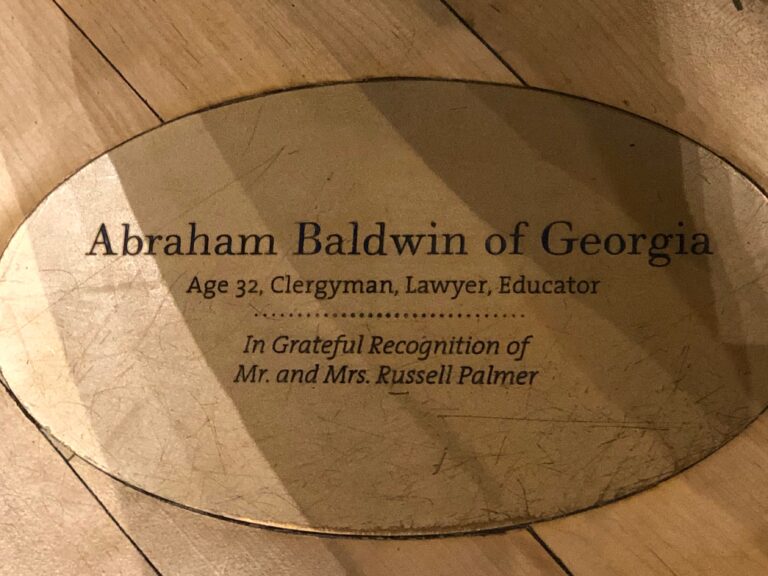 Abraham Baldwin of Georgia
Age 32, Clergyman, Lawyer, Educator
In Grateful Recognition of
Mr. and Mrs. Russell Palmer